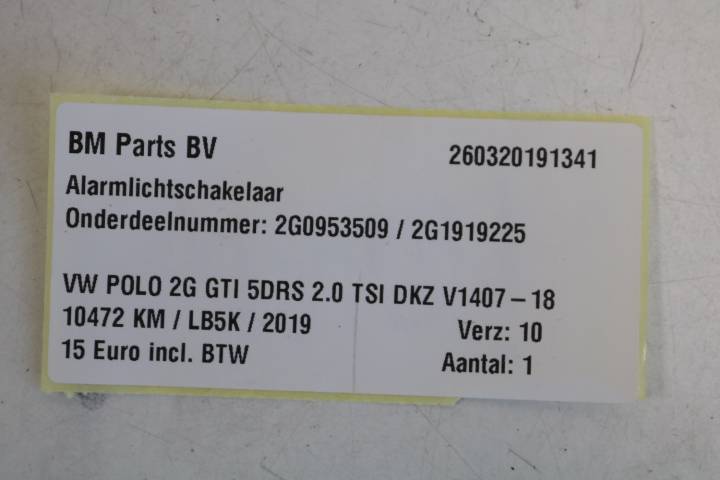 BM Parts BV 260320191341
Alarmlichtschakelaar
Onderdeelnummer: 2G0953509 / 2G1919225
VW POLO 2G GTI 5DRS 2.0 TSI DKZ V1407-18
10472 KM / LB5K / 2019 Verz: 10
15 Euro incl. BTW Aantal: 1